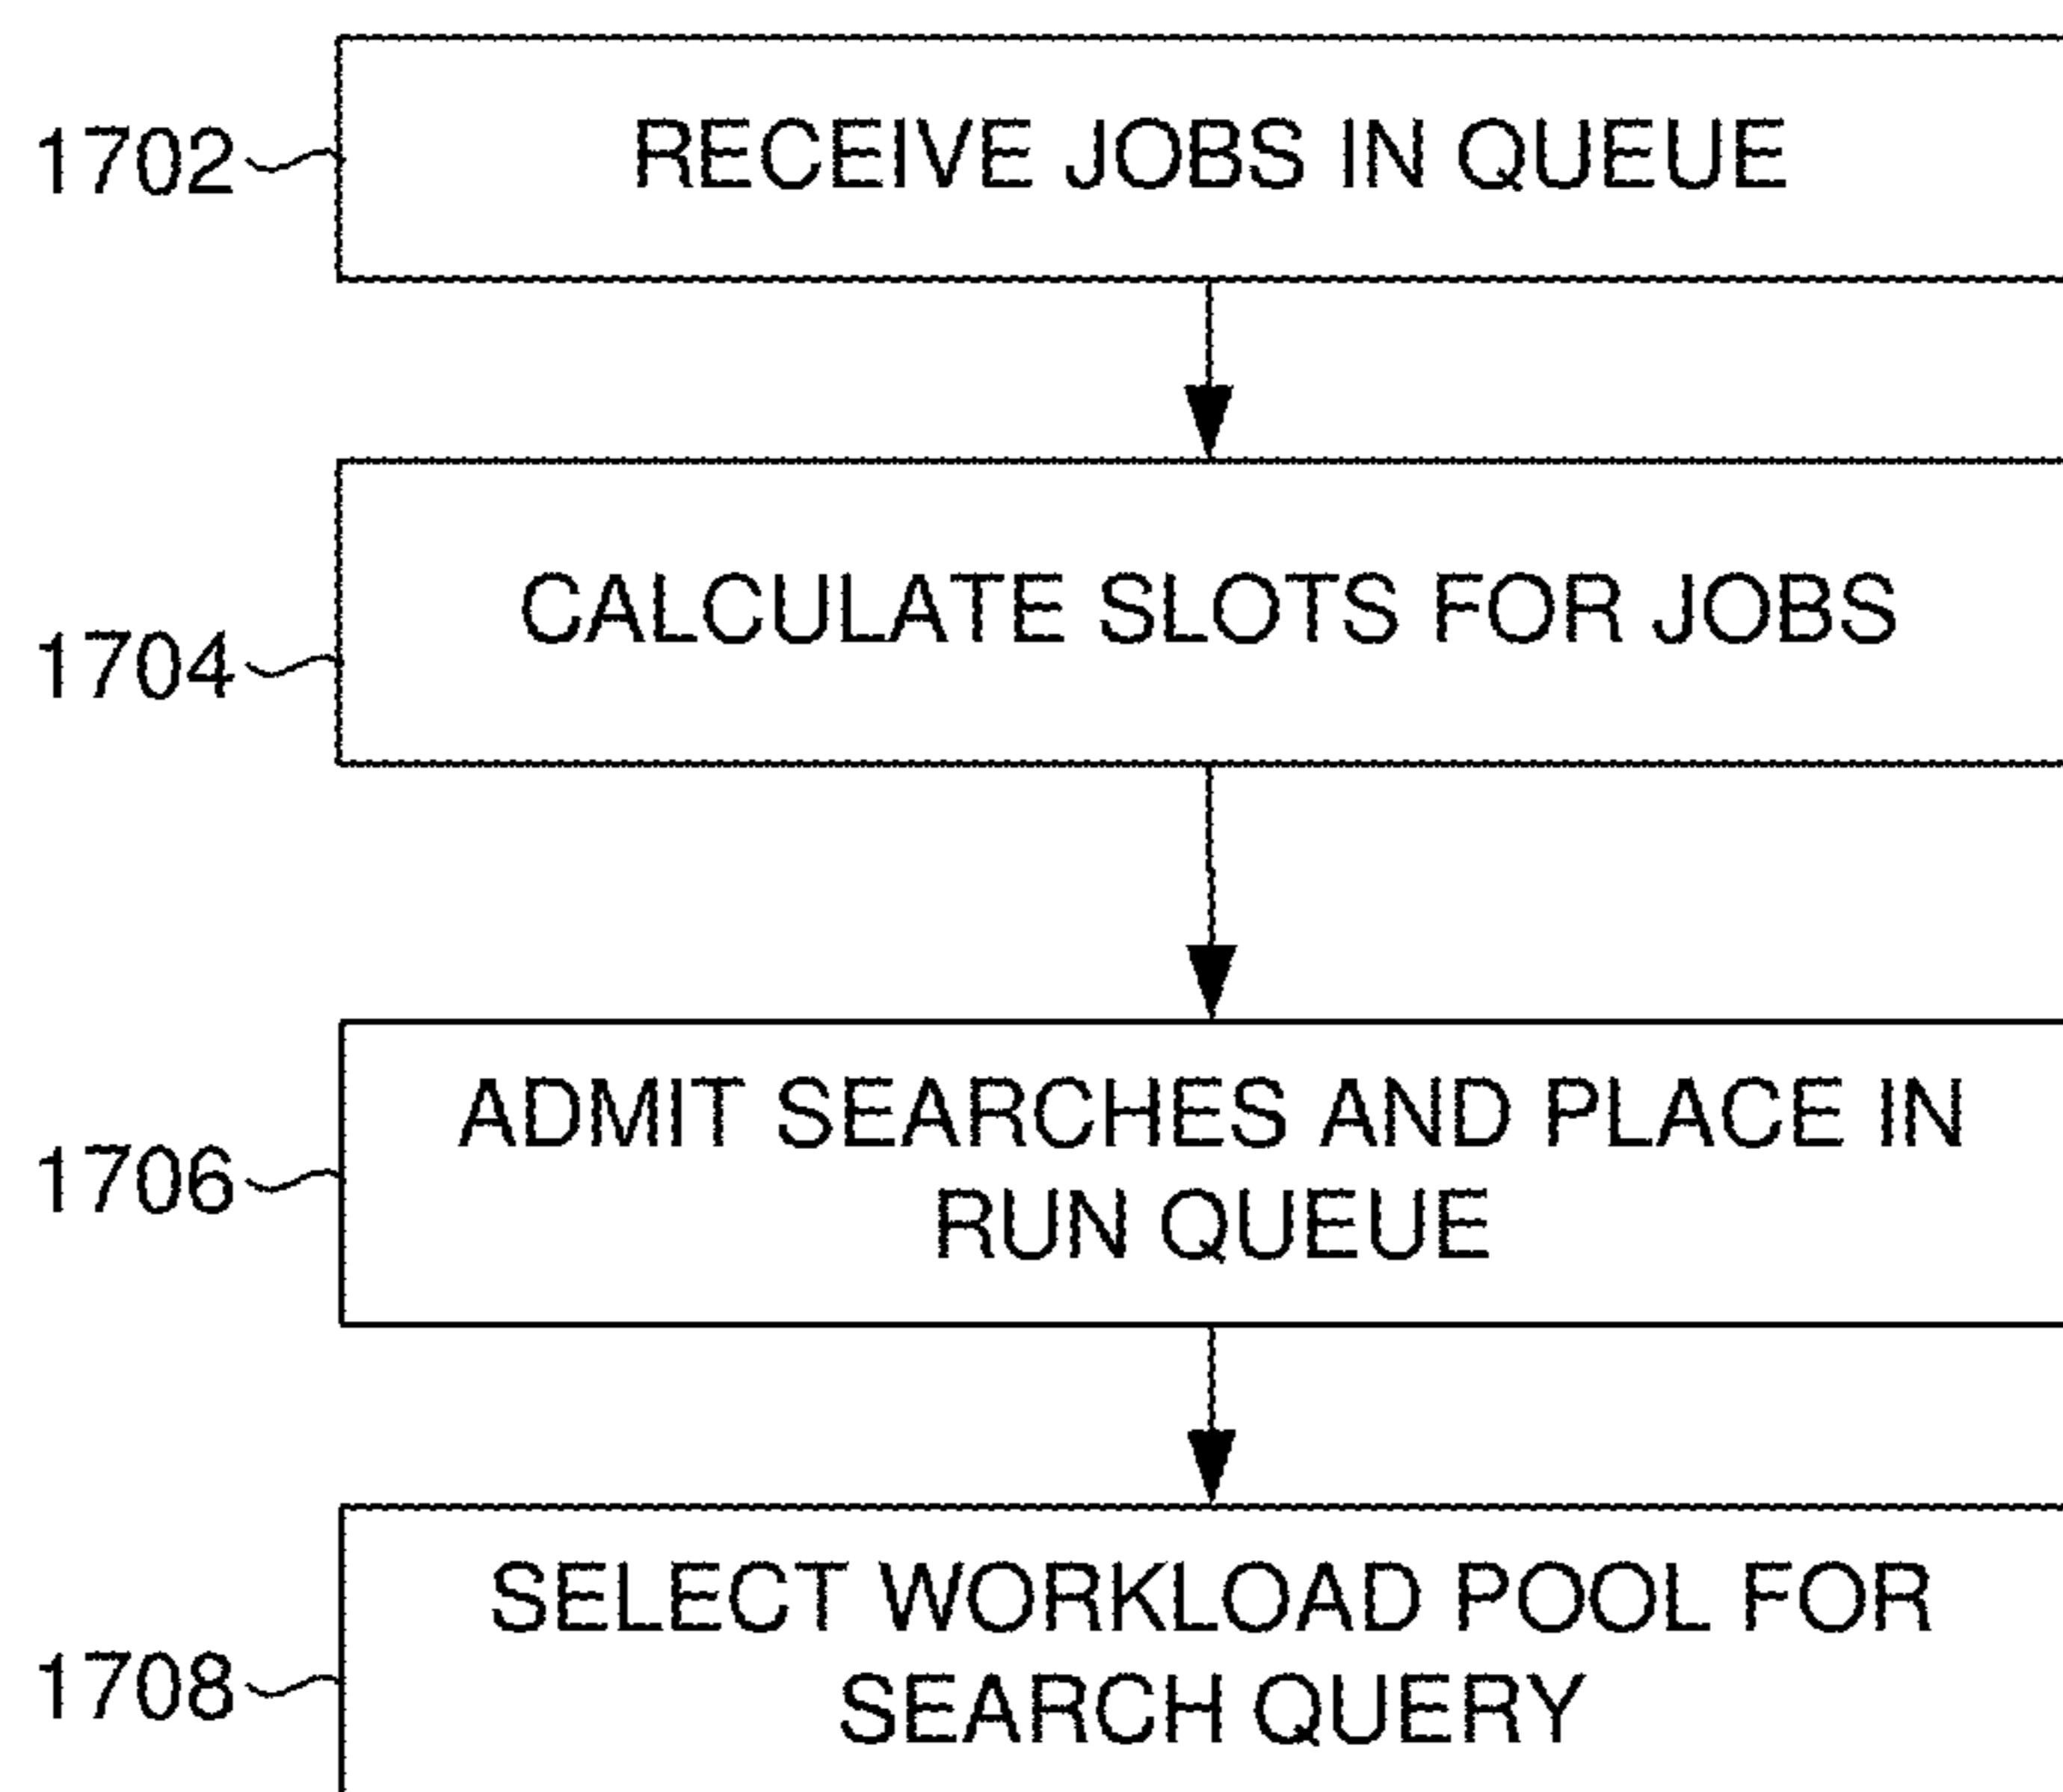 1702
RECEIVE JOBS IN QUEUE
1704
CALCULATE SLOTS FOR JOBS
1706
ADMIT SEARCHES AND PLACE IN
RUN QUEUE
1708
SELECT WORKLOAD POOL FOR
SEARCH QUERY